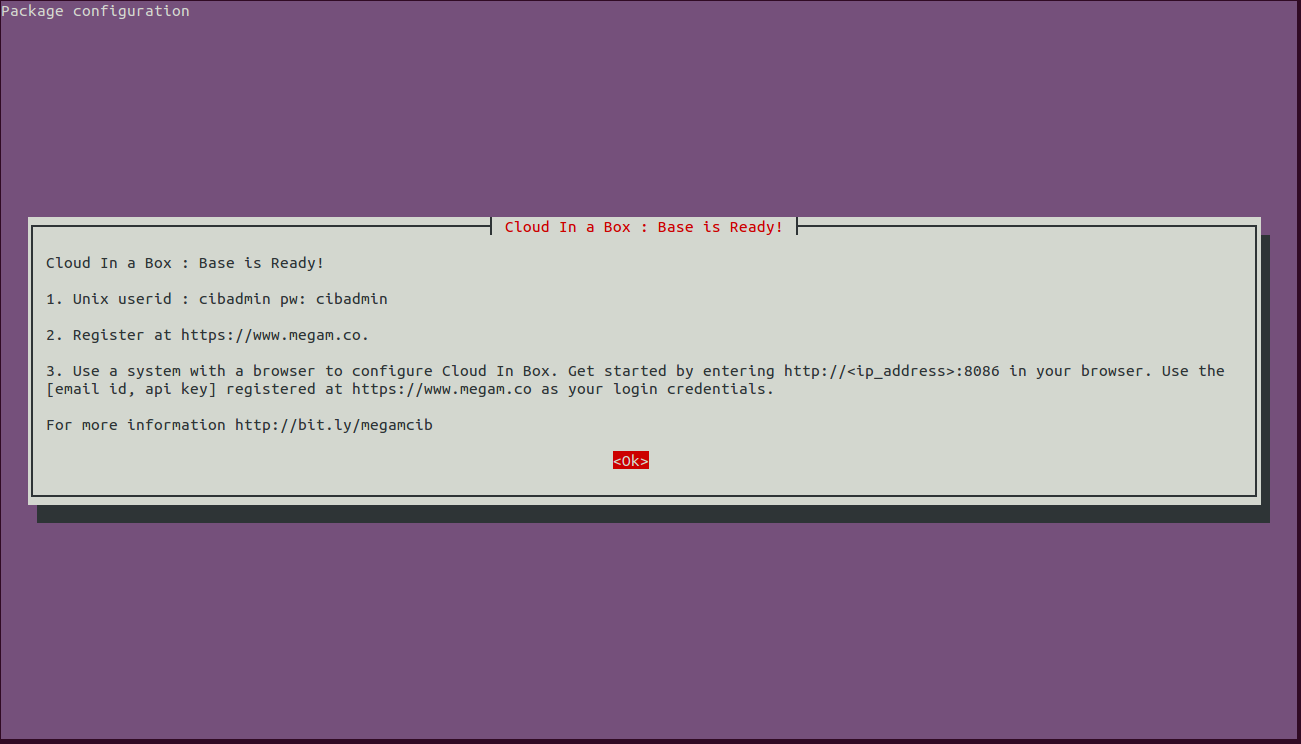 Package configuration
Cloud In a Box : Base is Ready!
Cloud In a Box : Base is Ready!
1. Unix userid : cibadmin pw: cibadmin
2. Register at https://www.megam.co.
3. Use a system with a browser to configure Cloud In Box. Get started by entering http://<ip_address>:8086 in your browser. Use the
[email id, api key] registered at https://www.megam.co as your login credentials.
For more information http://bit.ly/megamcib
<Ok>